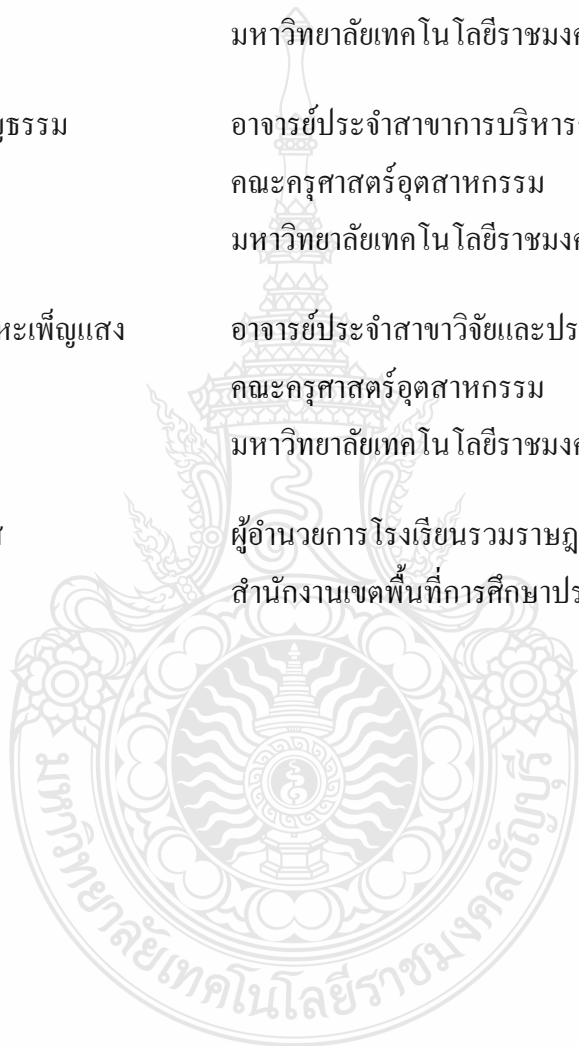 มหาวิทยาลัยเทคโนโลยีราชมงค
ญธรรม อาจารย์ประจำสาขาการบริหาร
คณะครุศาสตร์อุตสาหกรรม
มหาวิทยาลัยเทคโนโลยีราชมงค
หะเพ็ญแสง อาจารย์ประจำสาขาวิจัยและประ
คณะครุศาสตร์อุตสาหกรรม
มหาวิทยาลัยเทคโนโลยีราชมงค
ผู้อำนวยการโรงเรียนรวมราษฎ
สำนักงานเขตพื้นที่การศึกษาประ
มหาวิทยาลัยเทคโนโลยีราชมงคลธัญบุรี